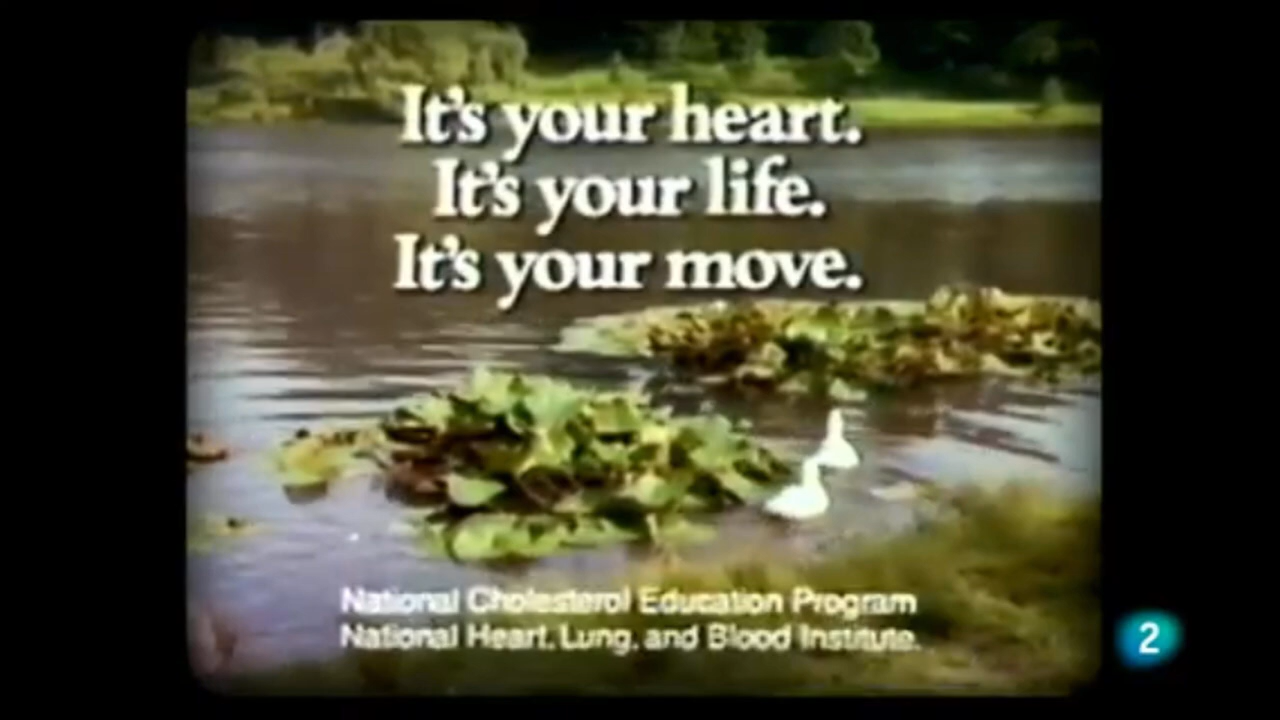 It's your heart.
It's your life.
It's your move.
National Cholesterol Education Program
National Heart, Lung, and Blood Institute.
2